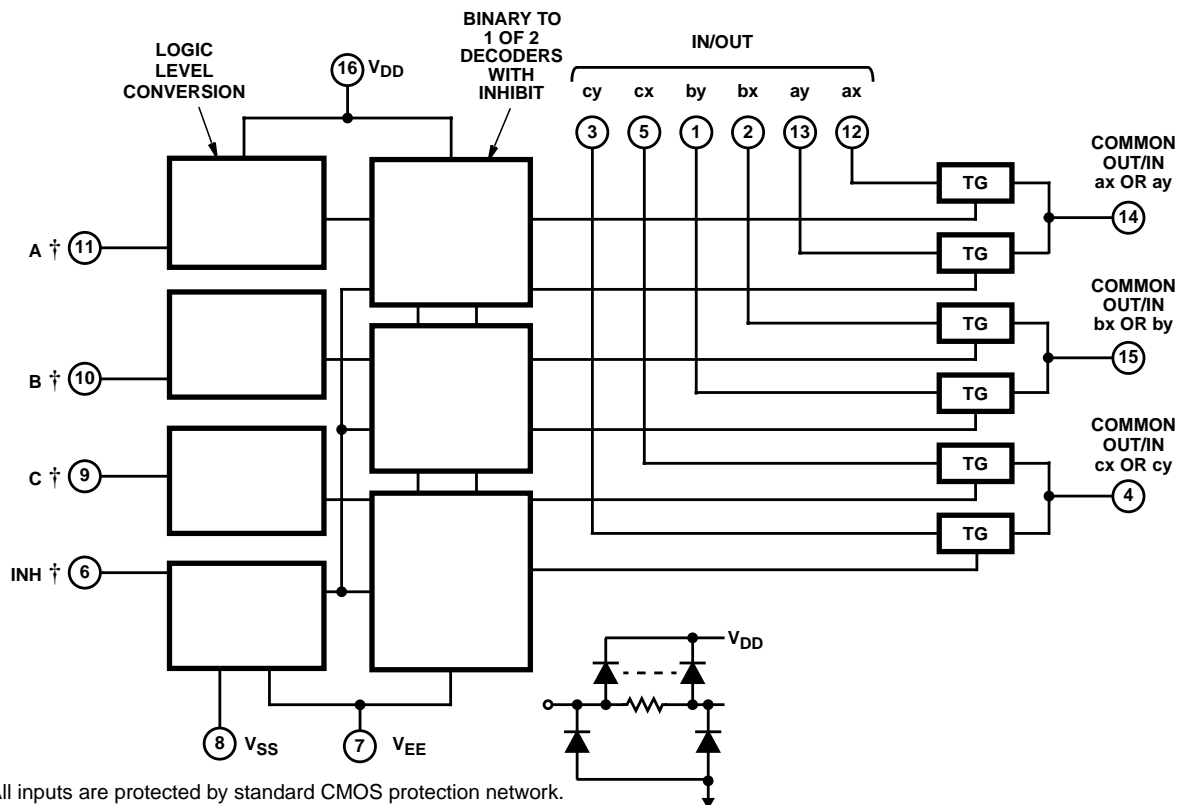 LOGIC
LEVEL
CONVERSION
16 VDD
BINARY TO
1 OF 2
DECODERS
WITH
INHIBIT
IN/OUT
cy cx by bx ay ax
3 5 1 2 13 12
A † 11
B † 10
C † 9
INH † 6
TG
TG
TG
TG
TG
TG
COMMON
OUT/IN
ax OR ay
14
COMMON
OUT/IN
bx OR by
15
COMMON
OUT/IN
cx OR cy
4
8 VSS
7 VEE
VDD
All inputs are protected by standard CMOS protection network.